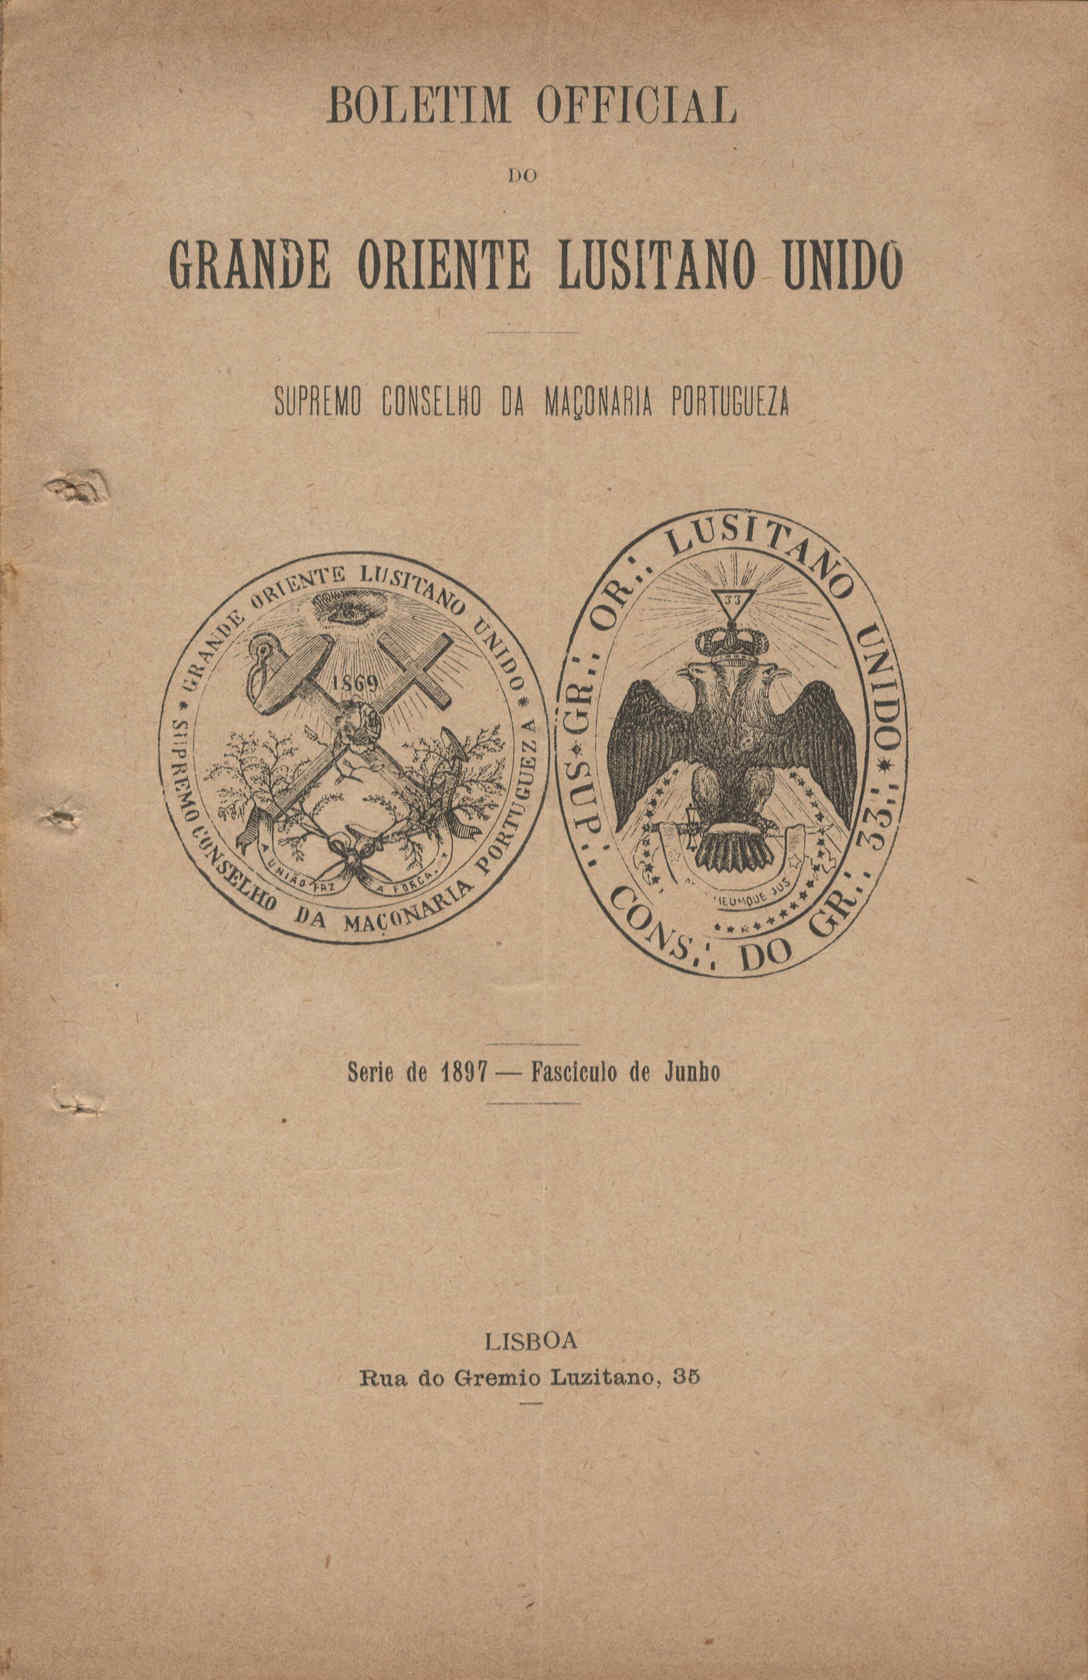 BOLETIM OFFICIAL
DO
GRANDE ORIENTE LUSITANO UNIDO
SUPREMO CONSELHO DA MAÇONARIA PORTUGUEZA
* GRANDE ORIENTE LUSITANO UNIDO *
SUPREMO CONSELHO DA MAÇONARIA PORTUGUEZA
1869
A UNIÃO FAZ A FORÇA
GR.·. OR.·. LUSITANO UNIDO *
SUP.·. CONS.·. DO GR.·. 33.·. *
33
MEUMQUE JUS
Serie de 1897 — Fasciculo de Junho
LISBOA
Rua do Gremio Luzitano, 35